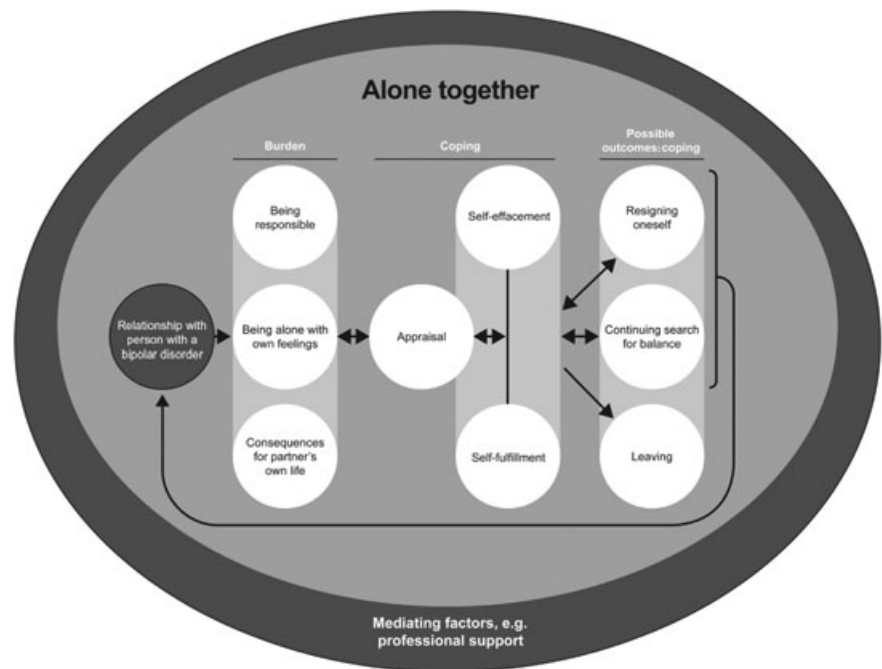 Alone together
Burden
Coping
Possible
outcomes:coping
Being
responsible
Self-effacement
Resigning
oneself
Relationship with
person with a
bipolar disorder
Being alone with
own feelings
Appraisal
Continuing search
for balance
Consequences
for partner's
own life
Self-fulfillment
Leaving
Mediating factors, e.g.
professional support